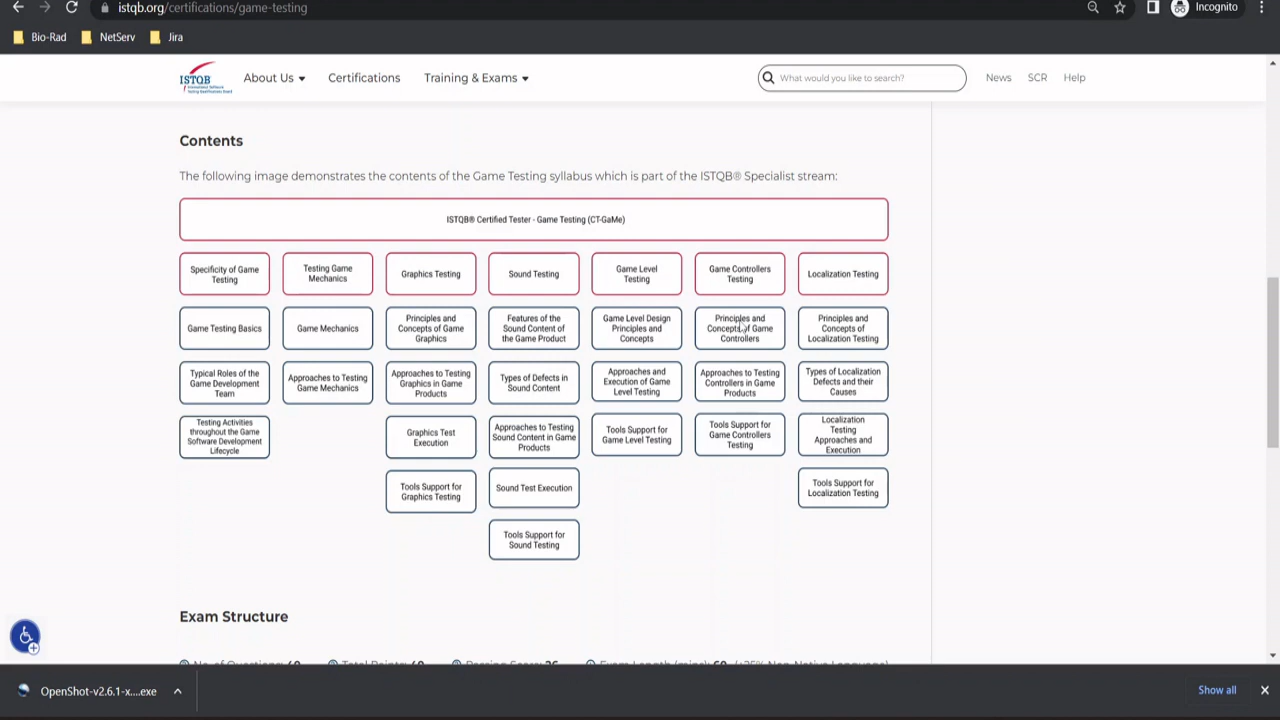 istqb.org/certifications/game-testing
Incognito
Bio-Rad
NetServ
Jira
ISTQB
About Us
Certifications
Training & Exams
What would you like to search?
News
SCR
Help
Contents
The following image demonstrates the contents of the Game Testing syllabus which is part of the ISTQB® Specialist stream:
ISTQB® Certified Tester - Game Testing (CT-GaMe)
Specificity of Game
Testing
Testing Game
Mechanics
Graphics Testing
Sound Testing
Game Level
Testing
Game Controllers
Testing
Localization Testing
Game Testing Basics
Game Mechanics
Principles and
Concepts of Game
Graphics
Features of the
Sound Content of
the Game Product
Game Level Design
Principles and
Concepts
Principles and
Concepts of Game
Controllers
Principles and
Concepts of
Localization Testing
Typical Roles of the
Game Development
Team
Approaches to Testing
Game Mechanics
Approaches to Testing
Graphics in Game
Products
Types of Defects in
Sound Content
Approaches and
Execution of Game
Level Testing
Approaches to Testing
Controllers in Game
Products
Types of Localization
Defects and their
Causes
Testing Activities
throughout the Game
Software Development
Lifecycle
Graphics Test
Execution
Approaches to Testing
Sound Content in Game
Products
Tools Support for
Game Level Testing
Tools Support for
Game Controllers
Testing
Localization
Testing
Approaches and
Execution
Tools Support for
Graphics Testing
Sound Test Execution
Tools Support for
Localization Testing
Tools Support for
Sound Testing
Exam Structure
OpenShot-v2.6.1-x....exe
Show all